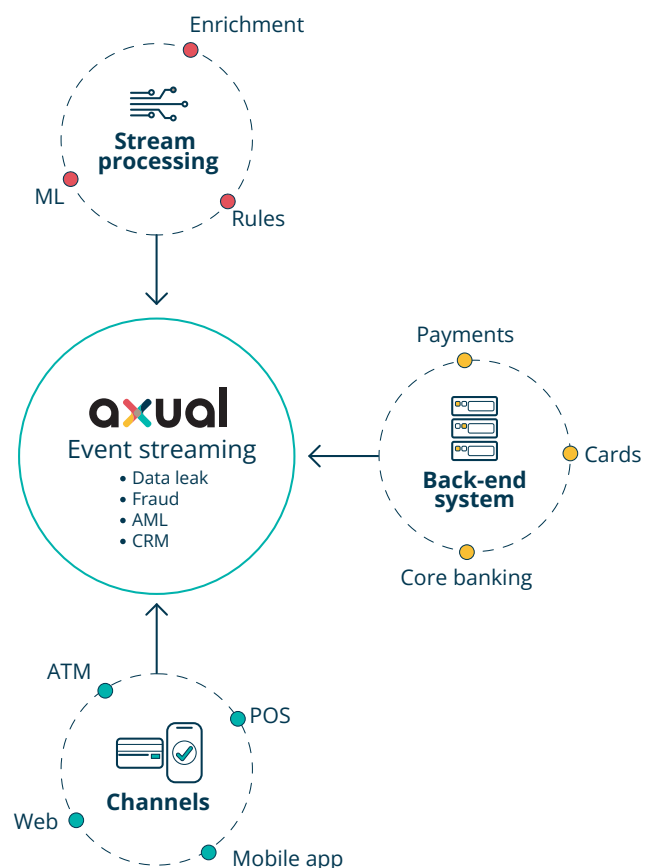 Enrichment
Stream
processing
ML
Rules
axual
Event streaming
• Data leak
• Fraud
• AML
• CRM
Payments
Cards
Back-end
system
Core banking
ATM
POS
Channels
Web
Mobile app